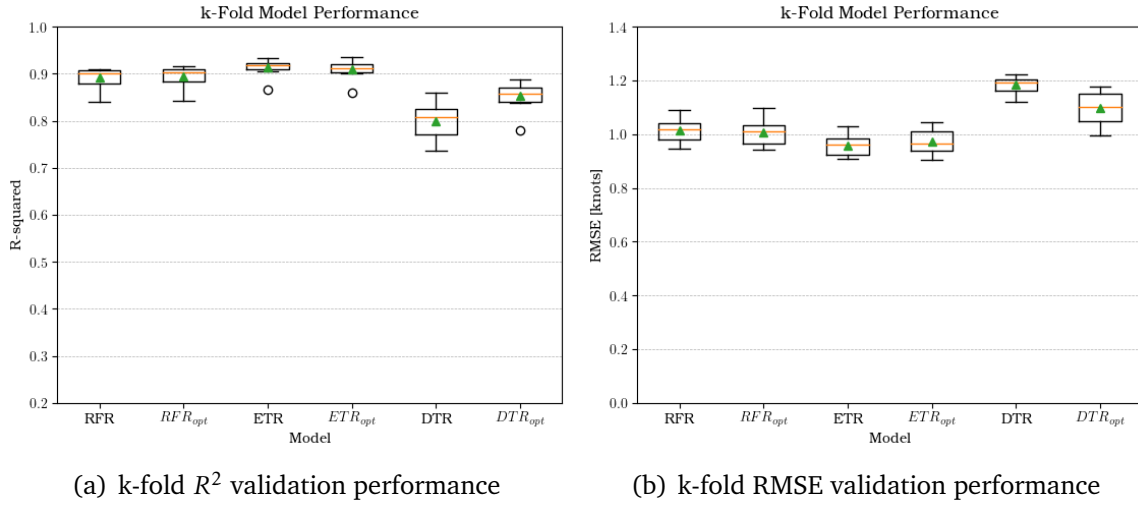 k-Fold Model Performance
R-squared
1.0
0.9
0.8
0.7
0.6
0.5
0.4
0.3
0.2
RFR RFR_opt ETR ETR_opt DTR DTR_opt
Model
(a) k-fold R² validation performance
k-Fold Model Performance
RMSE [knots]
1.4
1.2
1.0
0.8
0.6
0.4
0.2
0.0
RFR RFR_opt ETR ETR_opt DTR DTR_opt
Model
(b) k-fold RMSE validation performance